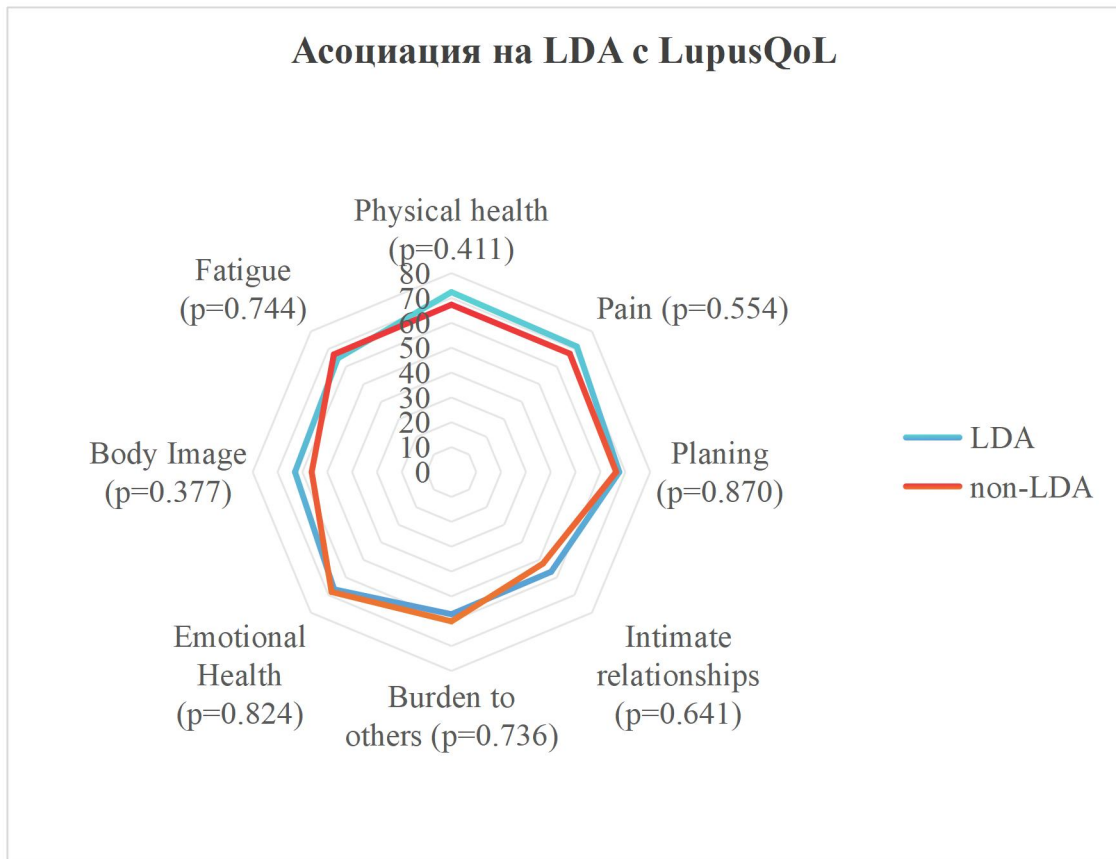 Асоциация на LDA с LupusQoL
Physical health
(p=0.411)
Pain (p=0.554)
Planing
(p=0.870)
Intimate
relationships
(p=0.641)
Burden to
others (p=0.736)
Emotional
Health
(p=0.824)
Body Image
(p=0.377)
Fatigue
(p=0.744)
80
70
60
50
40
30
20
10
0
LDA
non-LDA